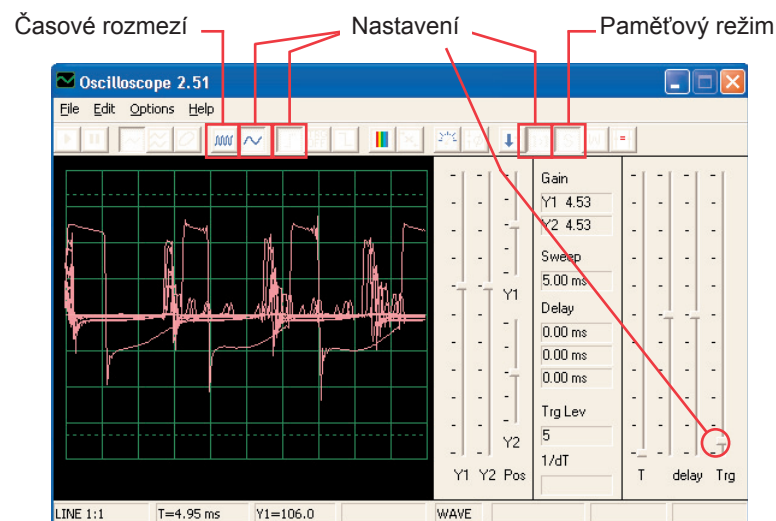 Časové rozmezí
Nastavení
Paměťový režim
Oscilloscope 2.51
File Edit Options Help
Gain
Y1 4.53
Y2 4.53
Sweep
5.00 ms
Y1
Delay
0.00 ms
0.00 ms
0.00 ms
Trg Lev
5
Y2
1/dT
Y1 Y2 Pos
T delay Trg
LINE 1:1 T=4.95 ms Y1=106.0 WAVE